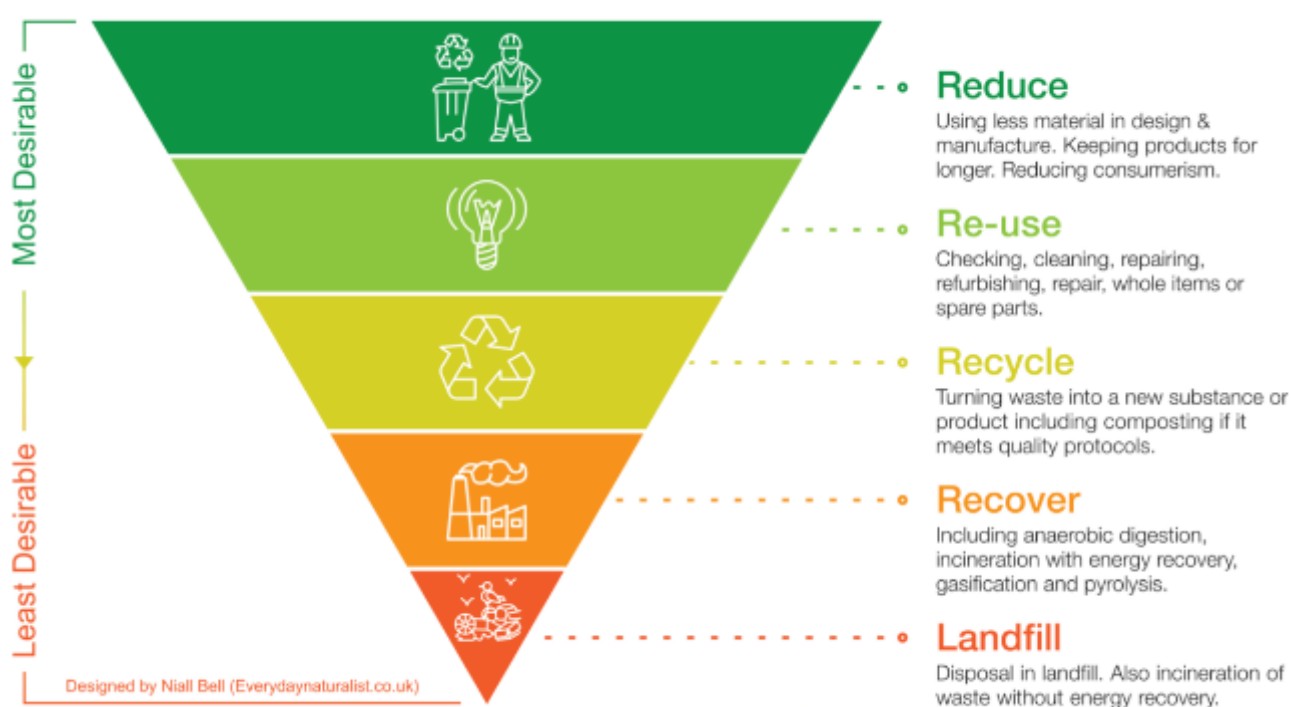 Most Desirable
Least Desirable
Reduce
Using less material in design &
manufacture. Keeping products for
longer. Reducing consumerism.
Re-use
Checking, cleaning, repairing,
refurbishing, repair, whole items or
spare parts.
Recycle
Turning waste into a new substance or
product including composting if it
meets quality protocols.
Recover
Including anaerobic digestion,
incineration with energy recovery,
gasification and pyrolysis.
Landfill
Disposal in landfill. Also incineration of
waste without energy recovery.
Designed by Niall Bell (Everydaynaturalist.co.uk)